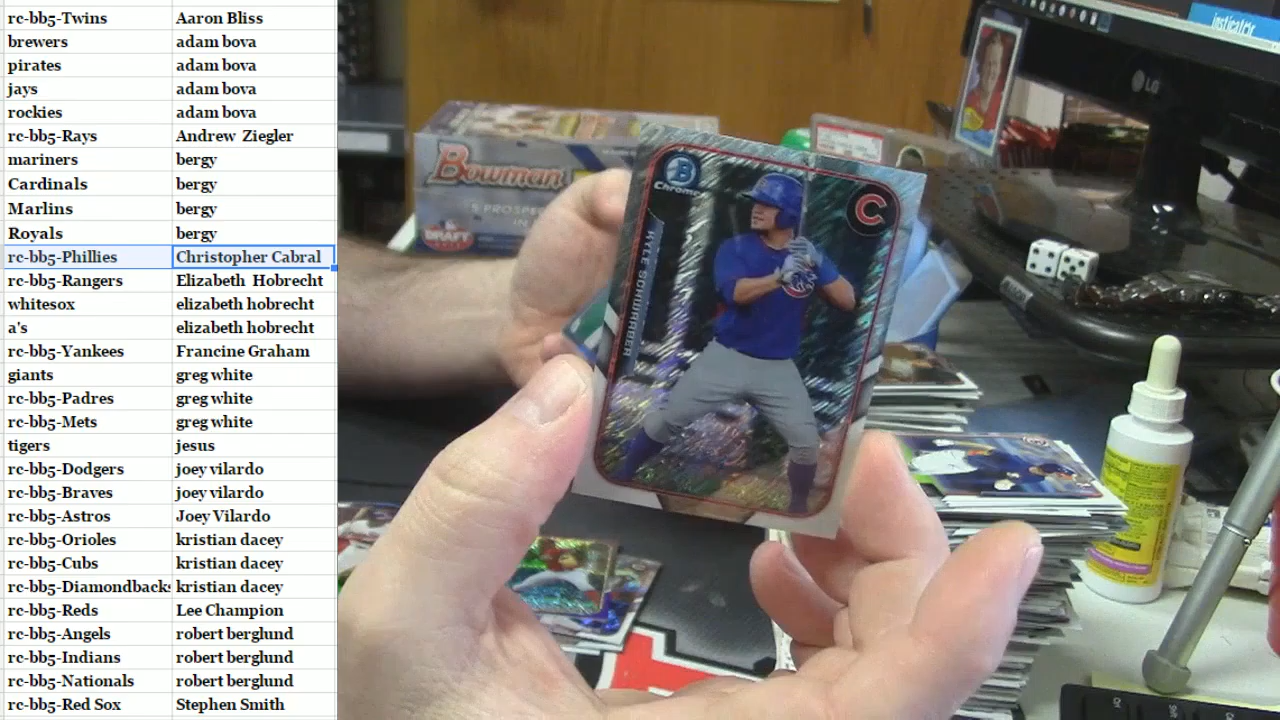 rc-bb5-Twins Aaron Bliss
brewers adam bova
pirates adam bova
jays adam bova
rockies adam bova
rc-bb5-Rays Andrew Ziegler
mariners bergy
Cardinals bergy
Marlins bergy
Royals bergy
rc-bb5-Phillies Christopher Cabral
rc-bb5-Rangers Elizabeth Hobrecht
whitesox elizabeth hobrecht
a's elizabeth hobrecht
rc-bb5-Yankees Francine Graham
giants greg white
rc-bb5-Padres greg white
rc-bb5-Mets greg white
tigers jesus
rc-bb5-Dodgers joey vilardo
rc-bb5-Braves joey vilardo
rc-bb5-Astros Joey Vilardo
rc-bb5-Orioles kristian dacey
rc-bb5-Cubs kristian dacey
rc-bb5-Diamondbacks kristian dacey
rc-bb5-Reds Lee Champion
rc-bb5-Angels robert berglund
rc-bb5-Indians robert berglund
rc-bb5-Nationals robert berglund
rc-bb5-Red Sox Stephen Smith
Bowman
5 PROSPE
DRAFT
B
Chrome
C
KYLE SCHWARBER
LG